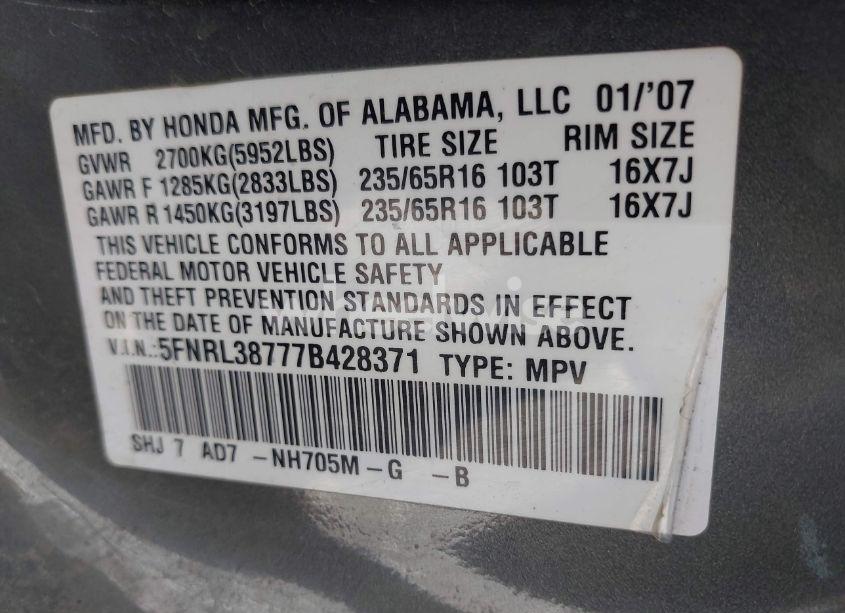 MFD. BY HONDA MFG. OF ALABAMA, LLC 01/'07
GVWR 2700KG(5952LBS) TIRE SIZE RIM SIZE
GAWR F 1285KG(2833LBS) 235/65R16 103T 16X7J
GAWR R 1450KG(3197LBS) 235/65R16 103T 16X7J
THIS VEHICLE CONFORMS TO ALL APPLICABLE
FEDERAL MOTOR VEHICLE SAFETY
AND THEFT PREVENTION STANDARDS IN EFFECT
ON THE DATE OF MANUFACTURE SHOWN ABOVE.
V.I.N.:5FNRL38777B428371 TYPE: MPV
SHJ 7 AD7 -NH705M-G -B